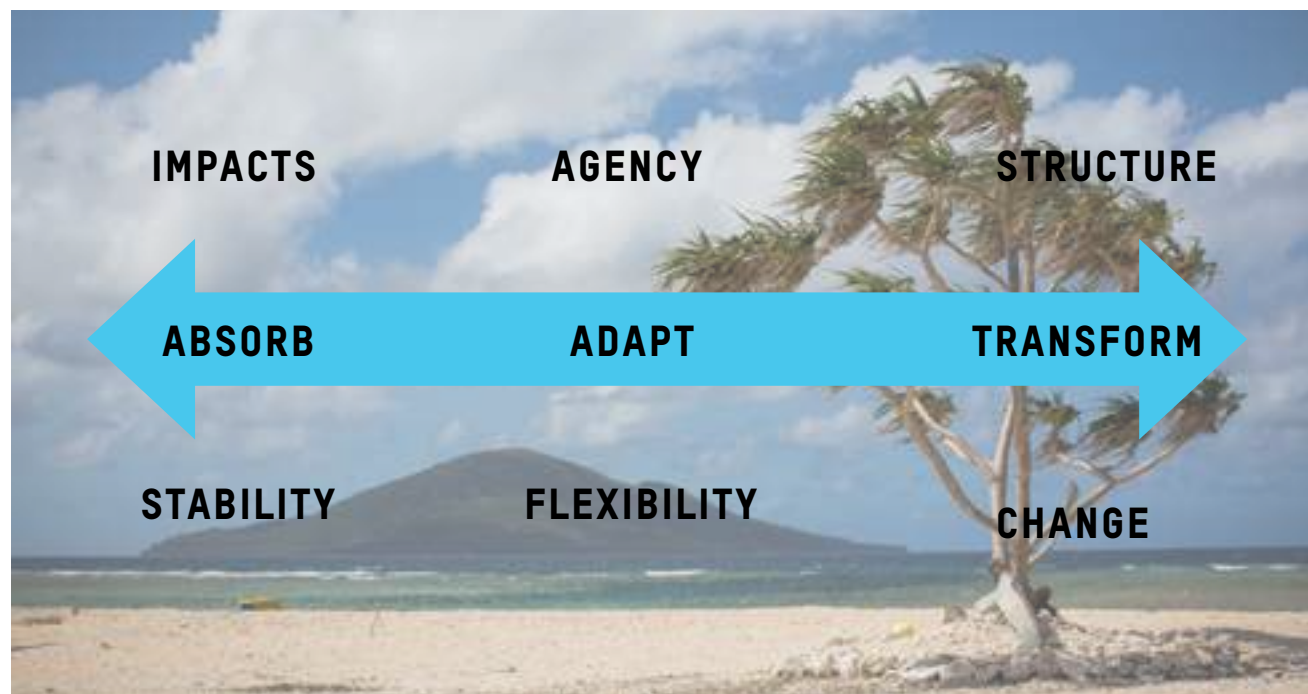 IMPACTS AGENCY STRUCTURE
ABSORB ADAPT TRANSFORM
STABILITY FLEXIBILITY CHANGE